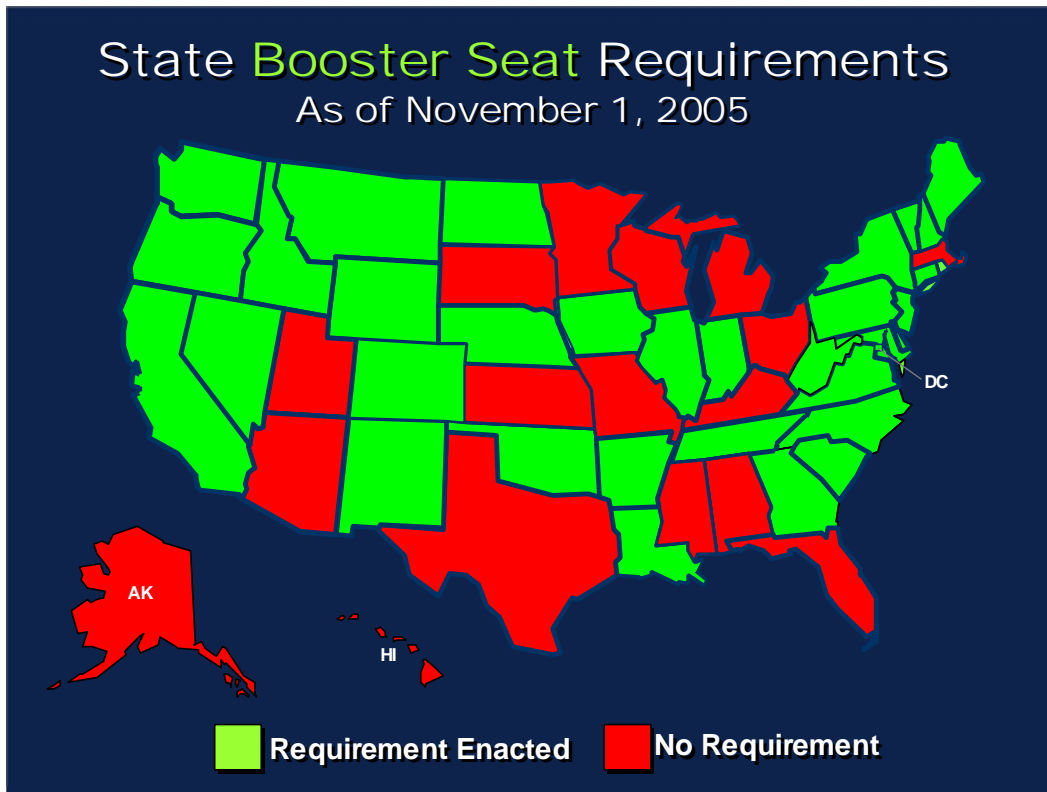 State Booster Seat Requirements
As of November 1, 2005
DC
AK
HI
Requirement Enacted
No Requirement